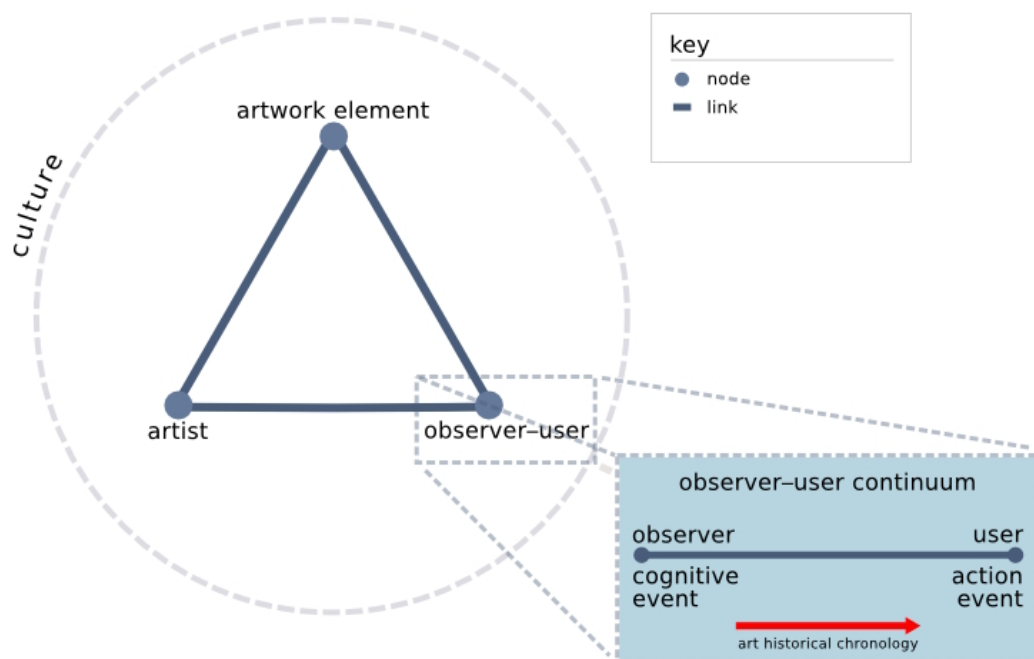 key
node
link
artwork element
culture
artist
observer–user
observer–user continuum
observer
user
cognitive
event
action
event
art historical chronology